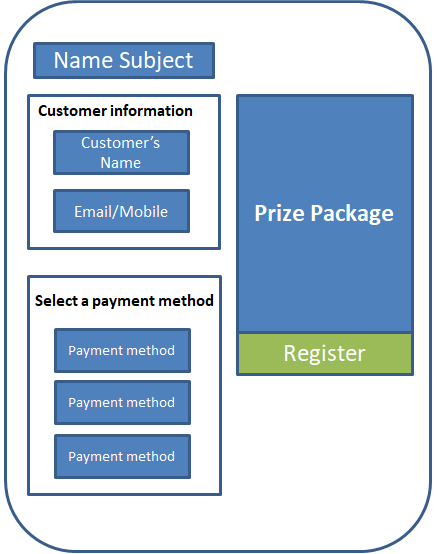 Name Subject
Customer information
Customer's
Name
Email/Mobile
Prize Package
Register
Select a payment method
Payment method
Payment method
Payment method